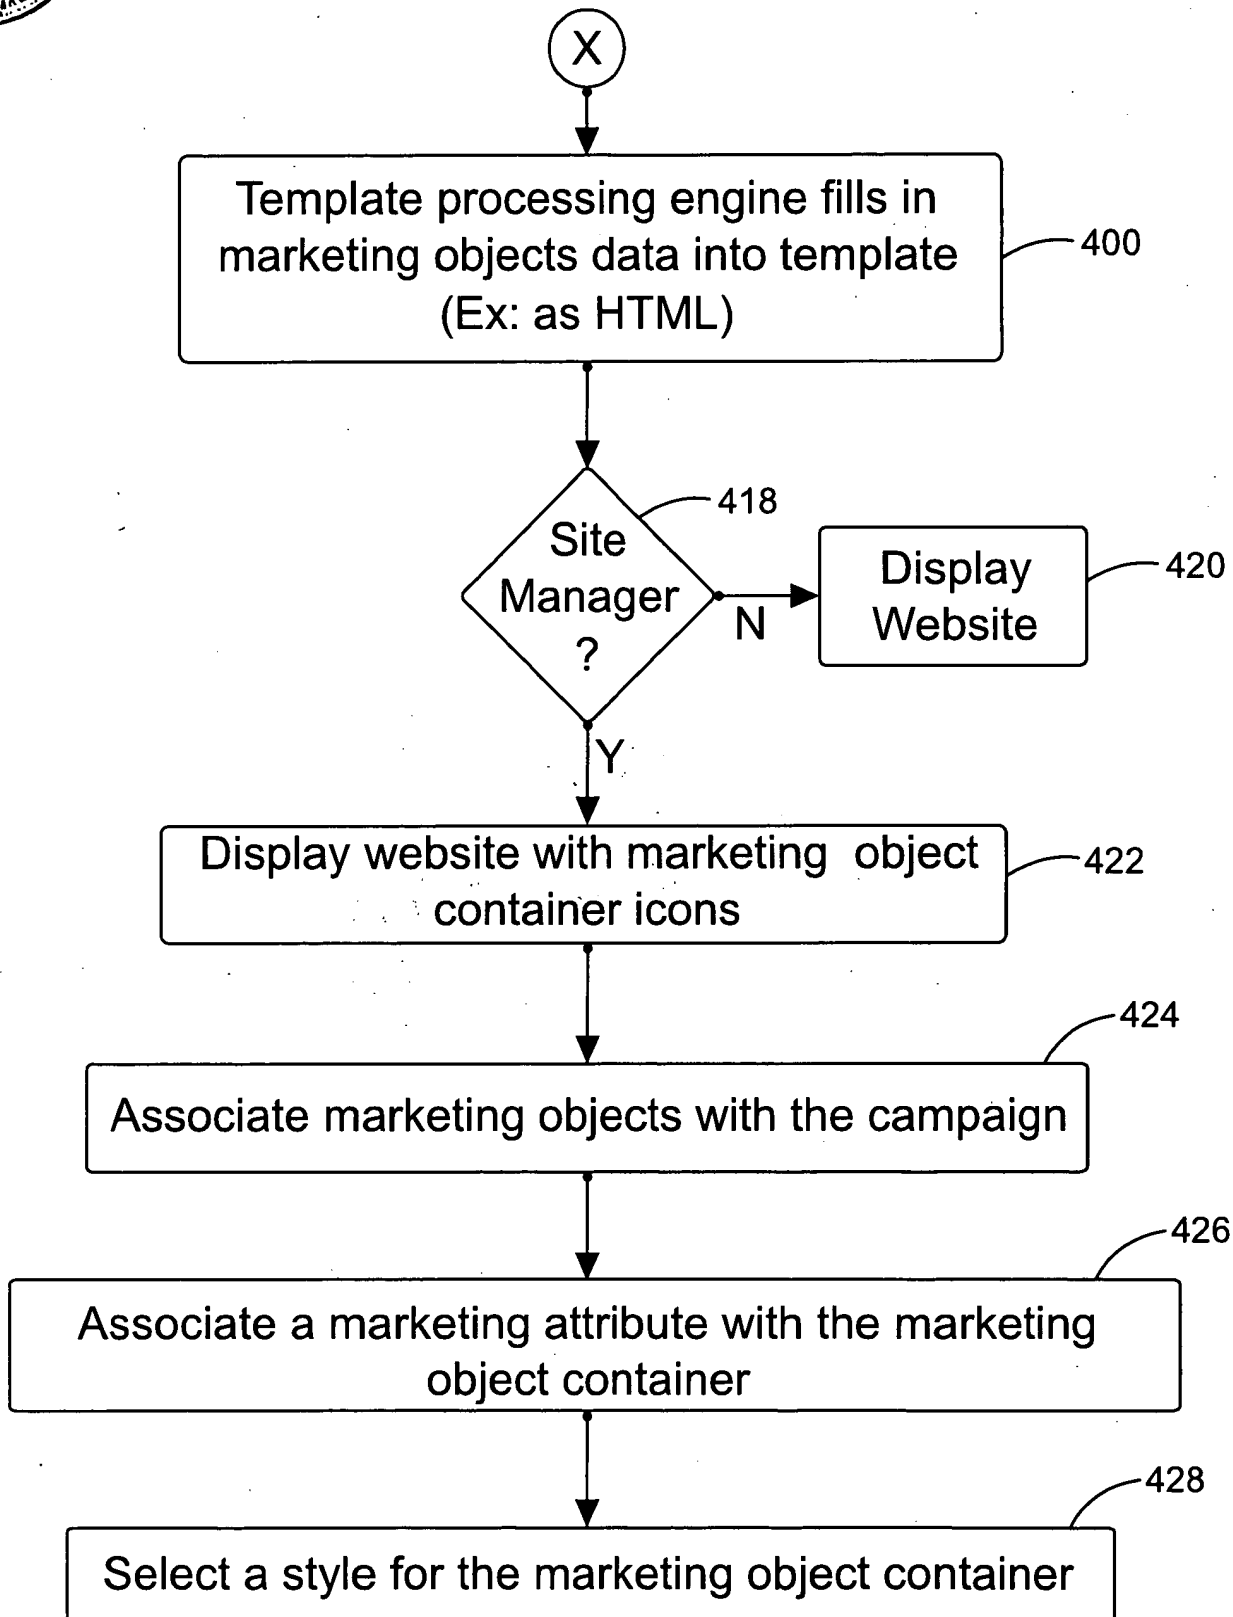 X
Template processing engine fills in
marketing objects data into template
(Ex: as HTML)
400
418
Site
Manager
?
N
Display
Website
420
Y
Display website with marketing object
container icons
422
424
Associate marketing objects with the campaign
426
Associate a marketing attribute with the marketing
object container
428
Select a style for the marketing object container